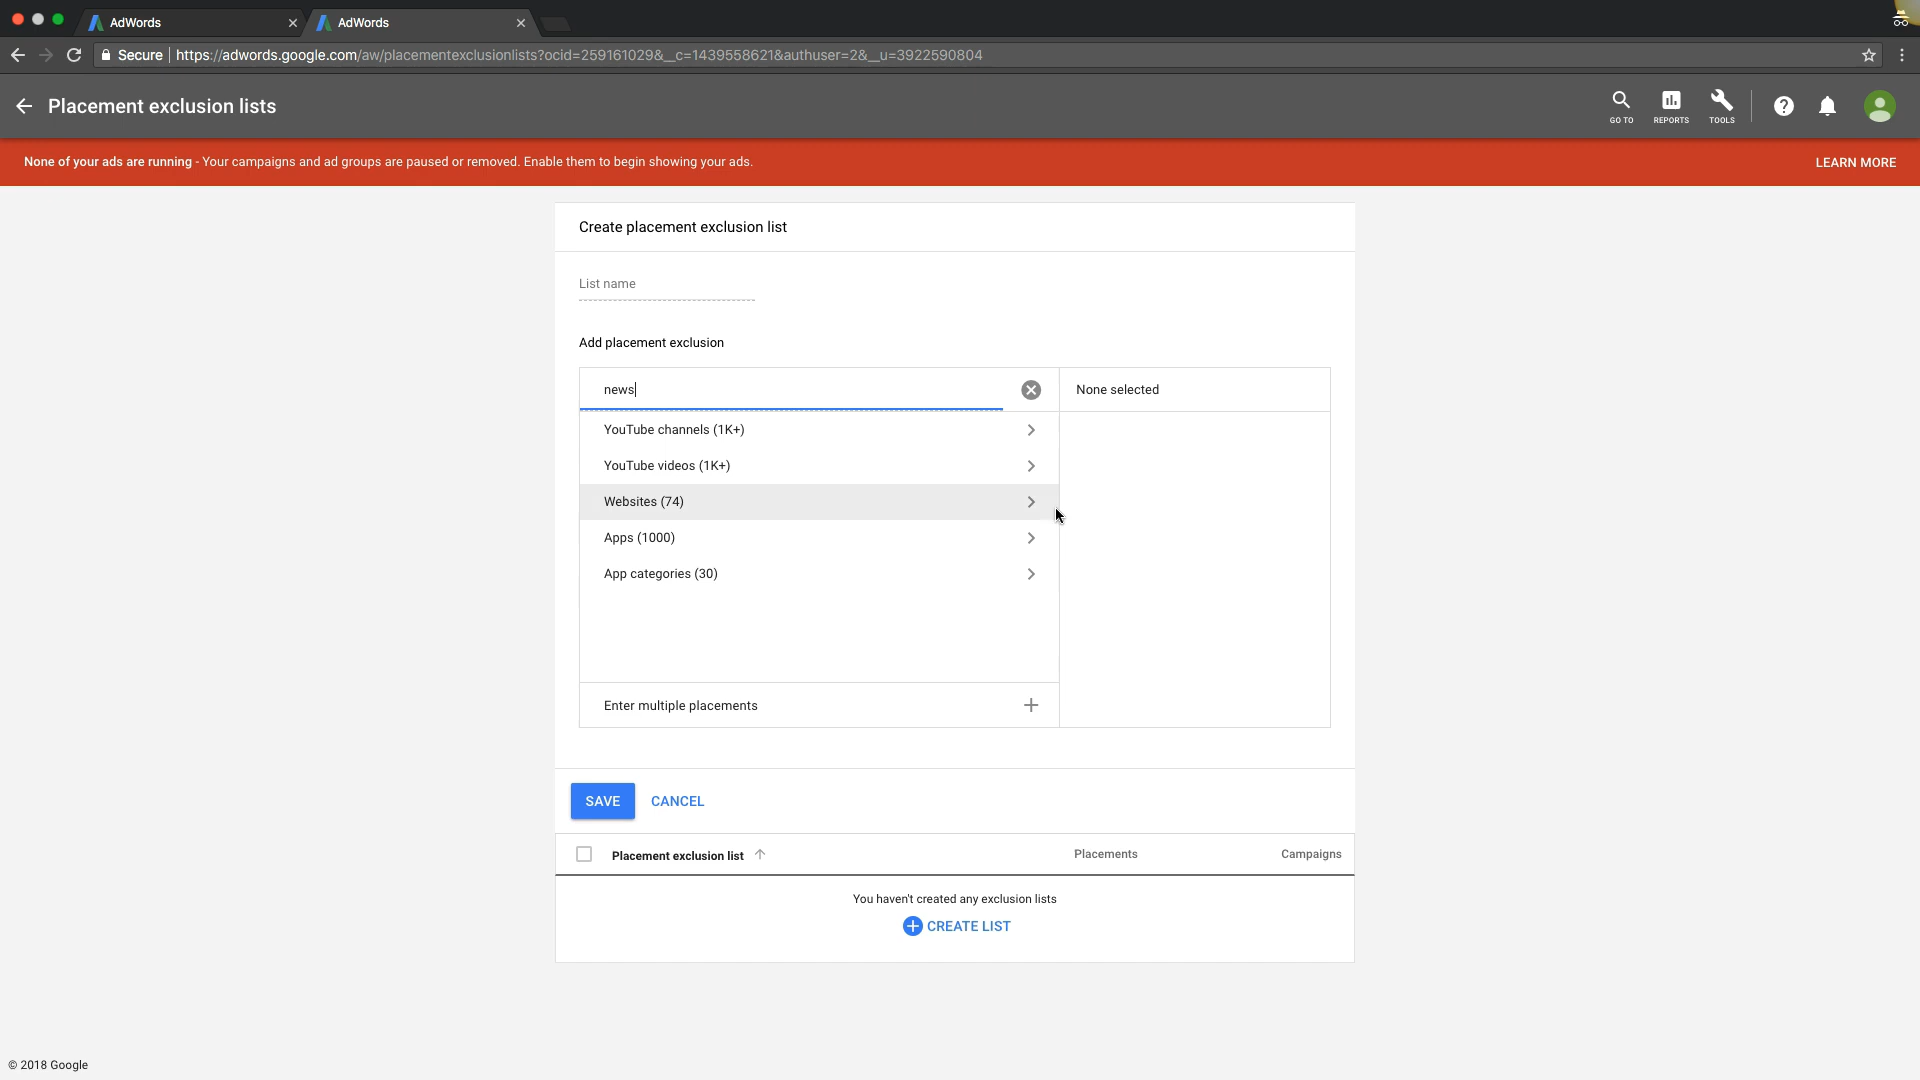 AdWords
AdWords
Secure https://adwords.google.com/aw/placementexclusionlists?ocid=259161029&__c=1439558621&authuser=2&__u=3922590804
Placement exclusion lists
GO TO
REPORTS
TOOLS
None of your ads are running - Your campaigns and ad groups are paused or removed. Enable them to begin showing your ads.
LEARN MORE
Create placement exclusion list
List name
Add placement exclusion
news
None selected
YouTube channels (1K+)
YouTube videos (1K+)
Websites (74)
Apps (1000)
App categories (30)
Enter multiple placements
SAVE
CANCEL
Placement exclusion list
Placements
Campaigns
You haven't created any exclusion lists
CREATE LIST
© 2018 Google